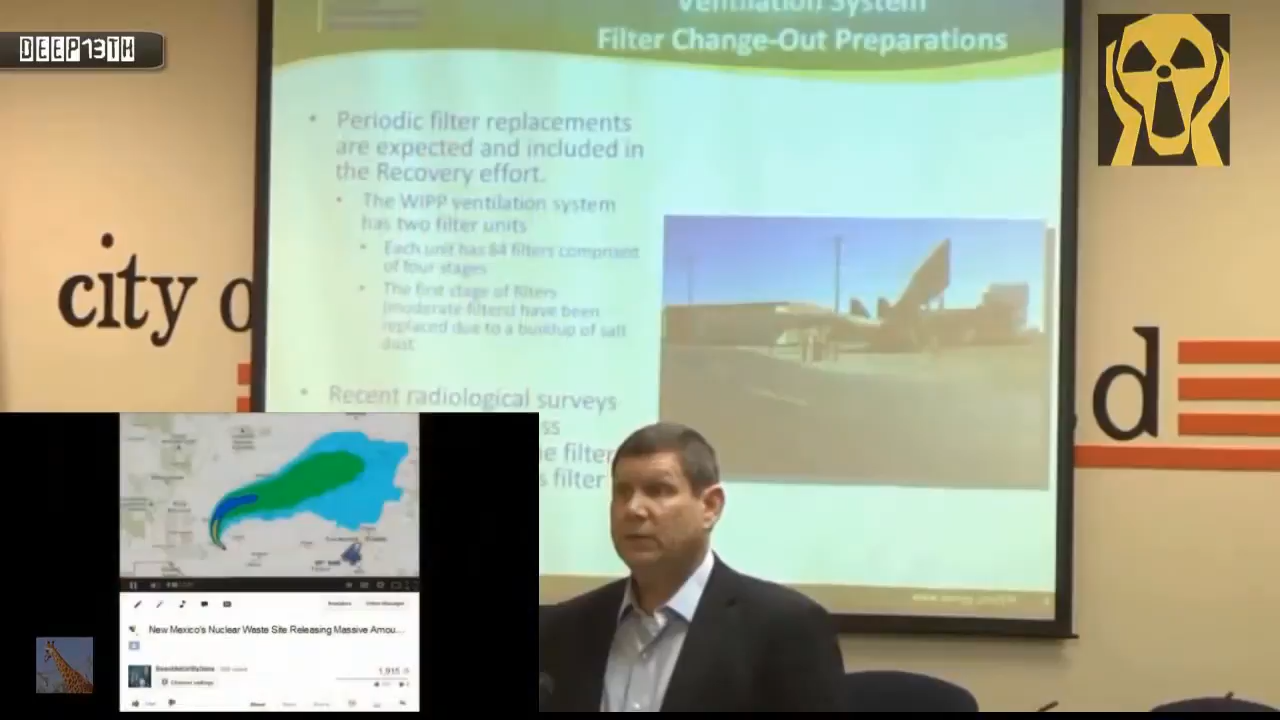 DEEP13TH
Ventilation System
Filter Change-Out Preparations
• Periodic filter replacements
are expected and included in
the Recovery effort.
• The WIPP ventilation system
has two filter units
• Each unit has 84 filters comprised
of four stages
• The first stage of filters
(moderate filters) have been
replaced due to a buildup of salt
dust
• Recent radiological surveys
ss
e filter
s filter
city o
d
New Mexico's Nuclear Waste Site Releasing Massive Amou...
1,915